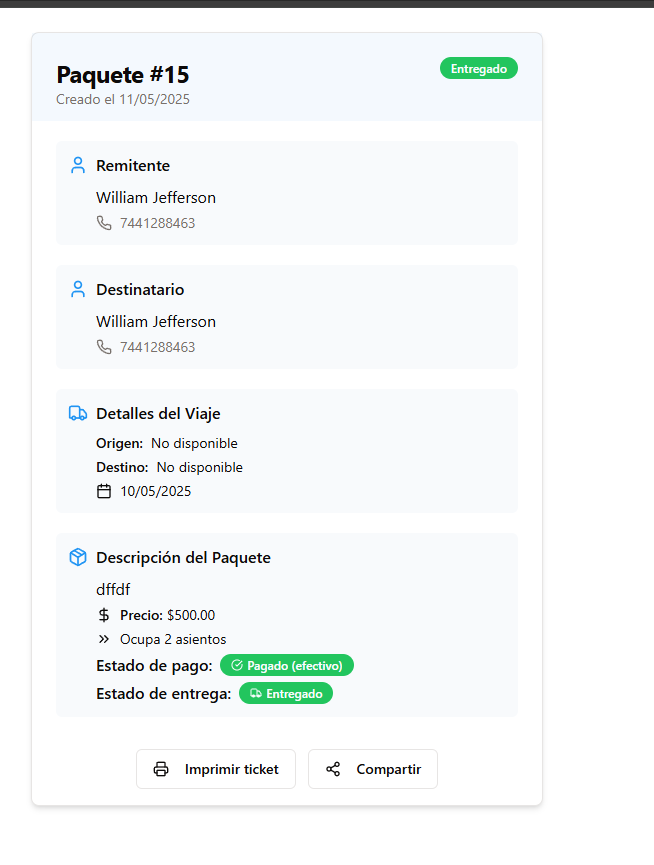 Paquete #15
Entregado
Creado el 11/05/2025
Remitente
William Jefferson
7441288463
Destinatario
William Jefferson
7441288463
Detalles del Viaje
Origen: No disponible
Destino: No disponible
10/05/2025
Descripción del Paquete
dffdf
Precio: $500.00
Ocupa 2 asientos
Estado de pago: Pagado (efectivo)
Estado de entrega: Entregado
Imprimir ticket Compartir